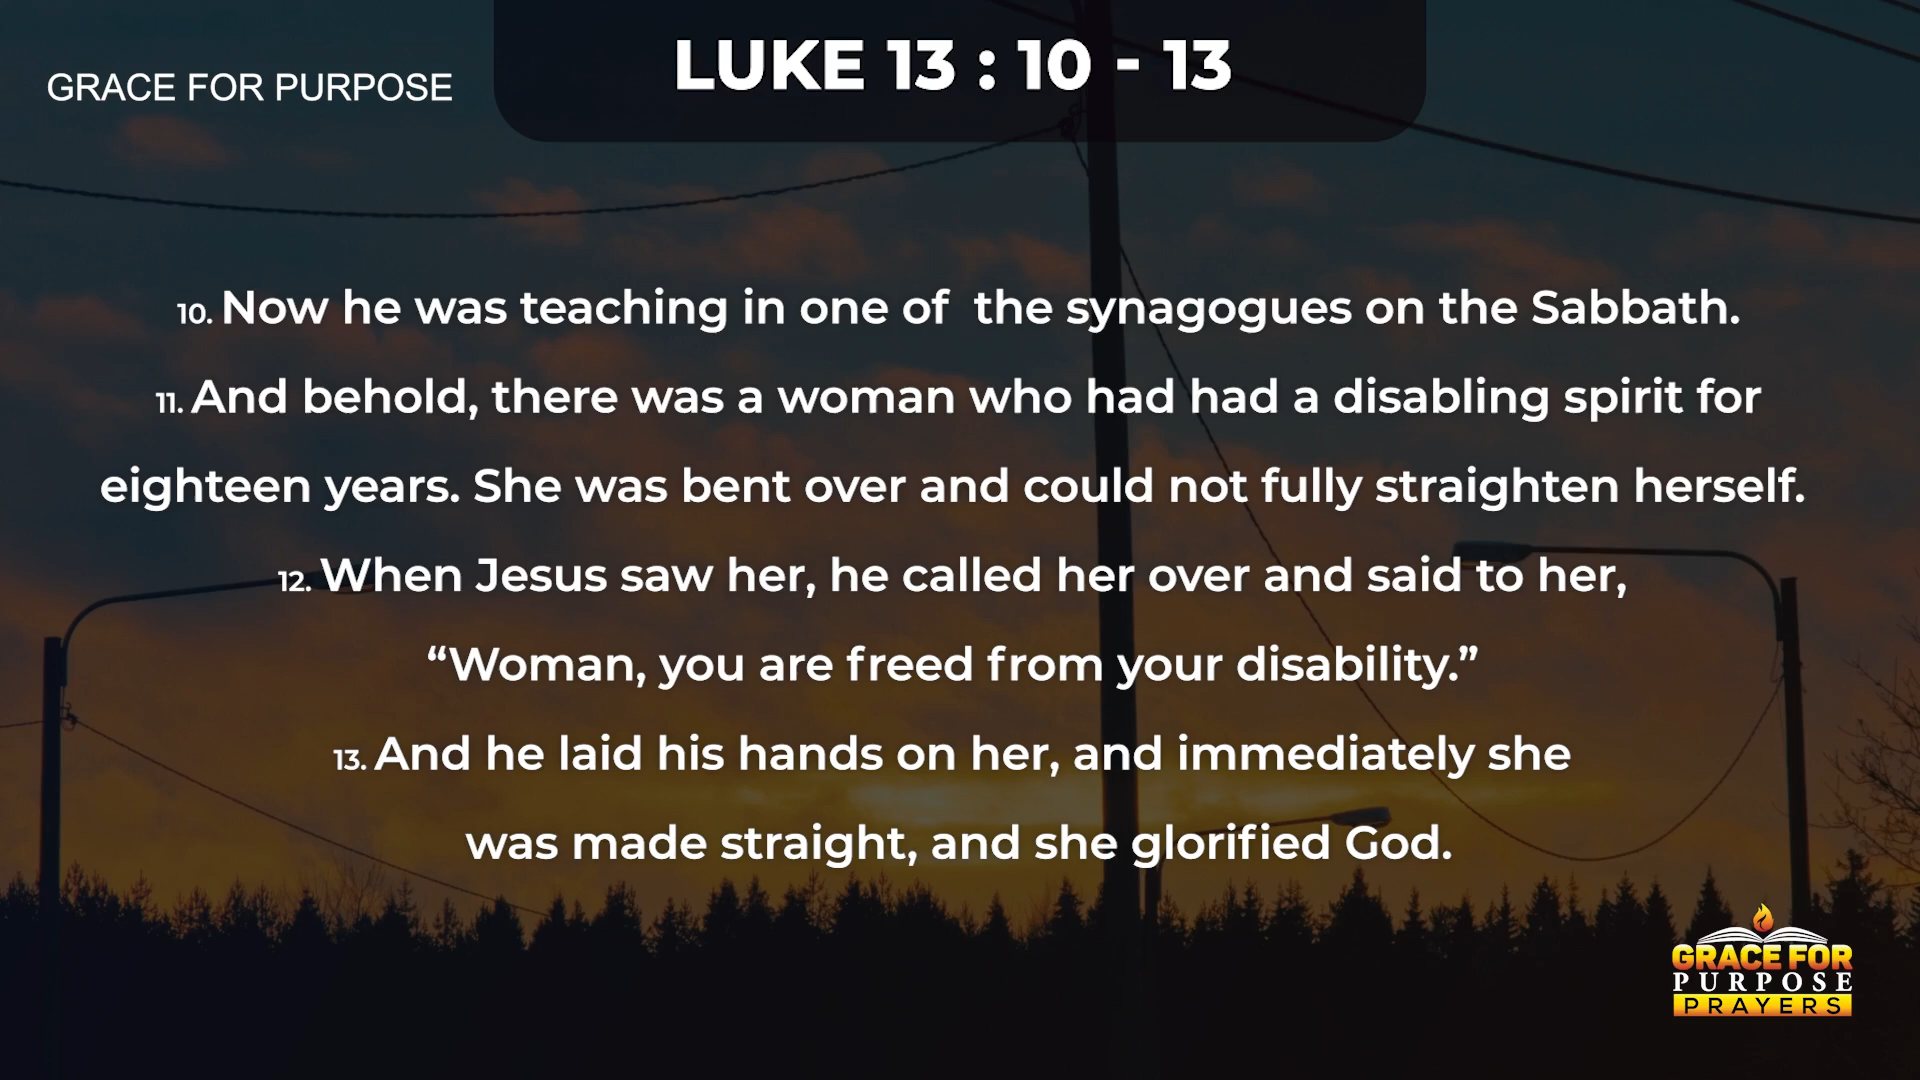 GRACE FOR PURPOSE
LUKE 13 : 10 - 13
10. Now he was teaching in one of the synagogues on the Sabbath.
11. And behold, there was a woman who had had a disabling spirit for
eighteen years. She was bent over and could not fully straighten herself.
12. When Jesus saw her, he called her over and said to her,
“Woman, you are freed from your disability.”
13. And he laid his hands on her, and immediately she
was made straight, and she glorified God.
GRACE FOR
PURPOSE
PRAYERS